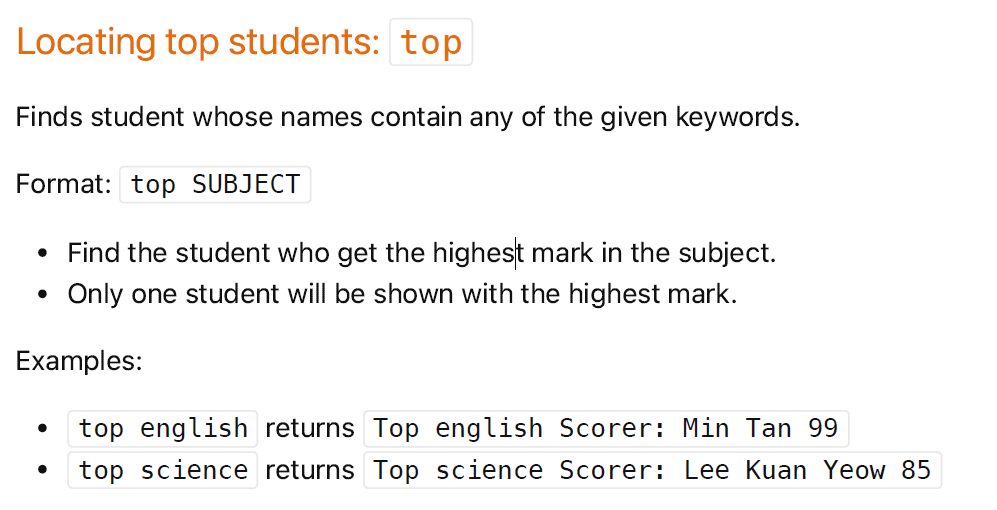 Locating top students: top
Finds student whose names contain any of the given keywords.
Format: top SUBJECT
• Find the student who get the highest mark in the subject.
• Only one student will be shown with the highest mark.
Examples:
• top english returns Top english Scorer: Min Tan 99
• top science returns Top science Scorer: Lee Kuan Yeow 85